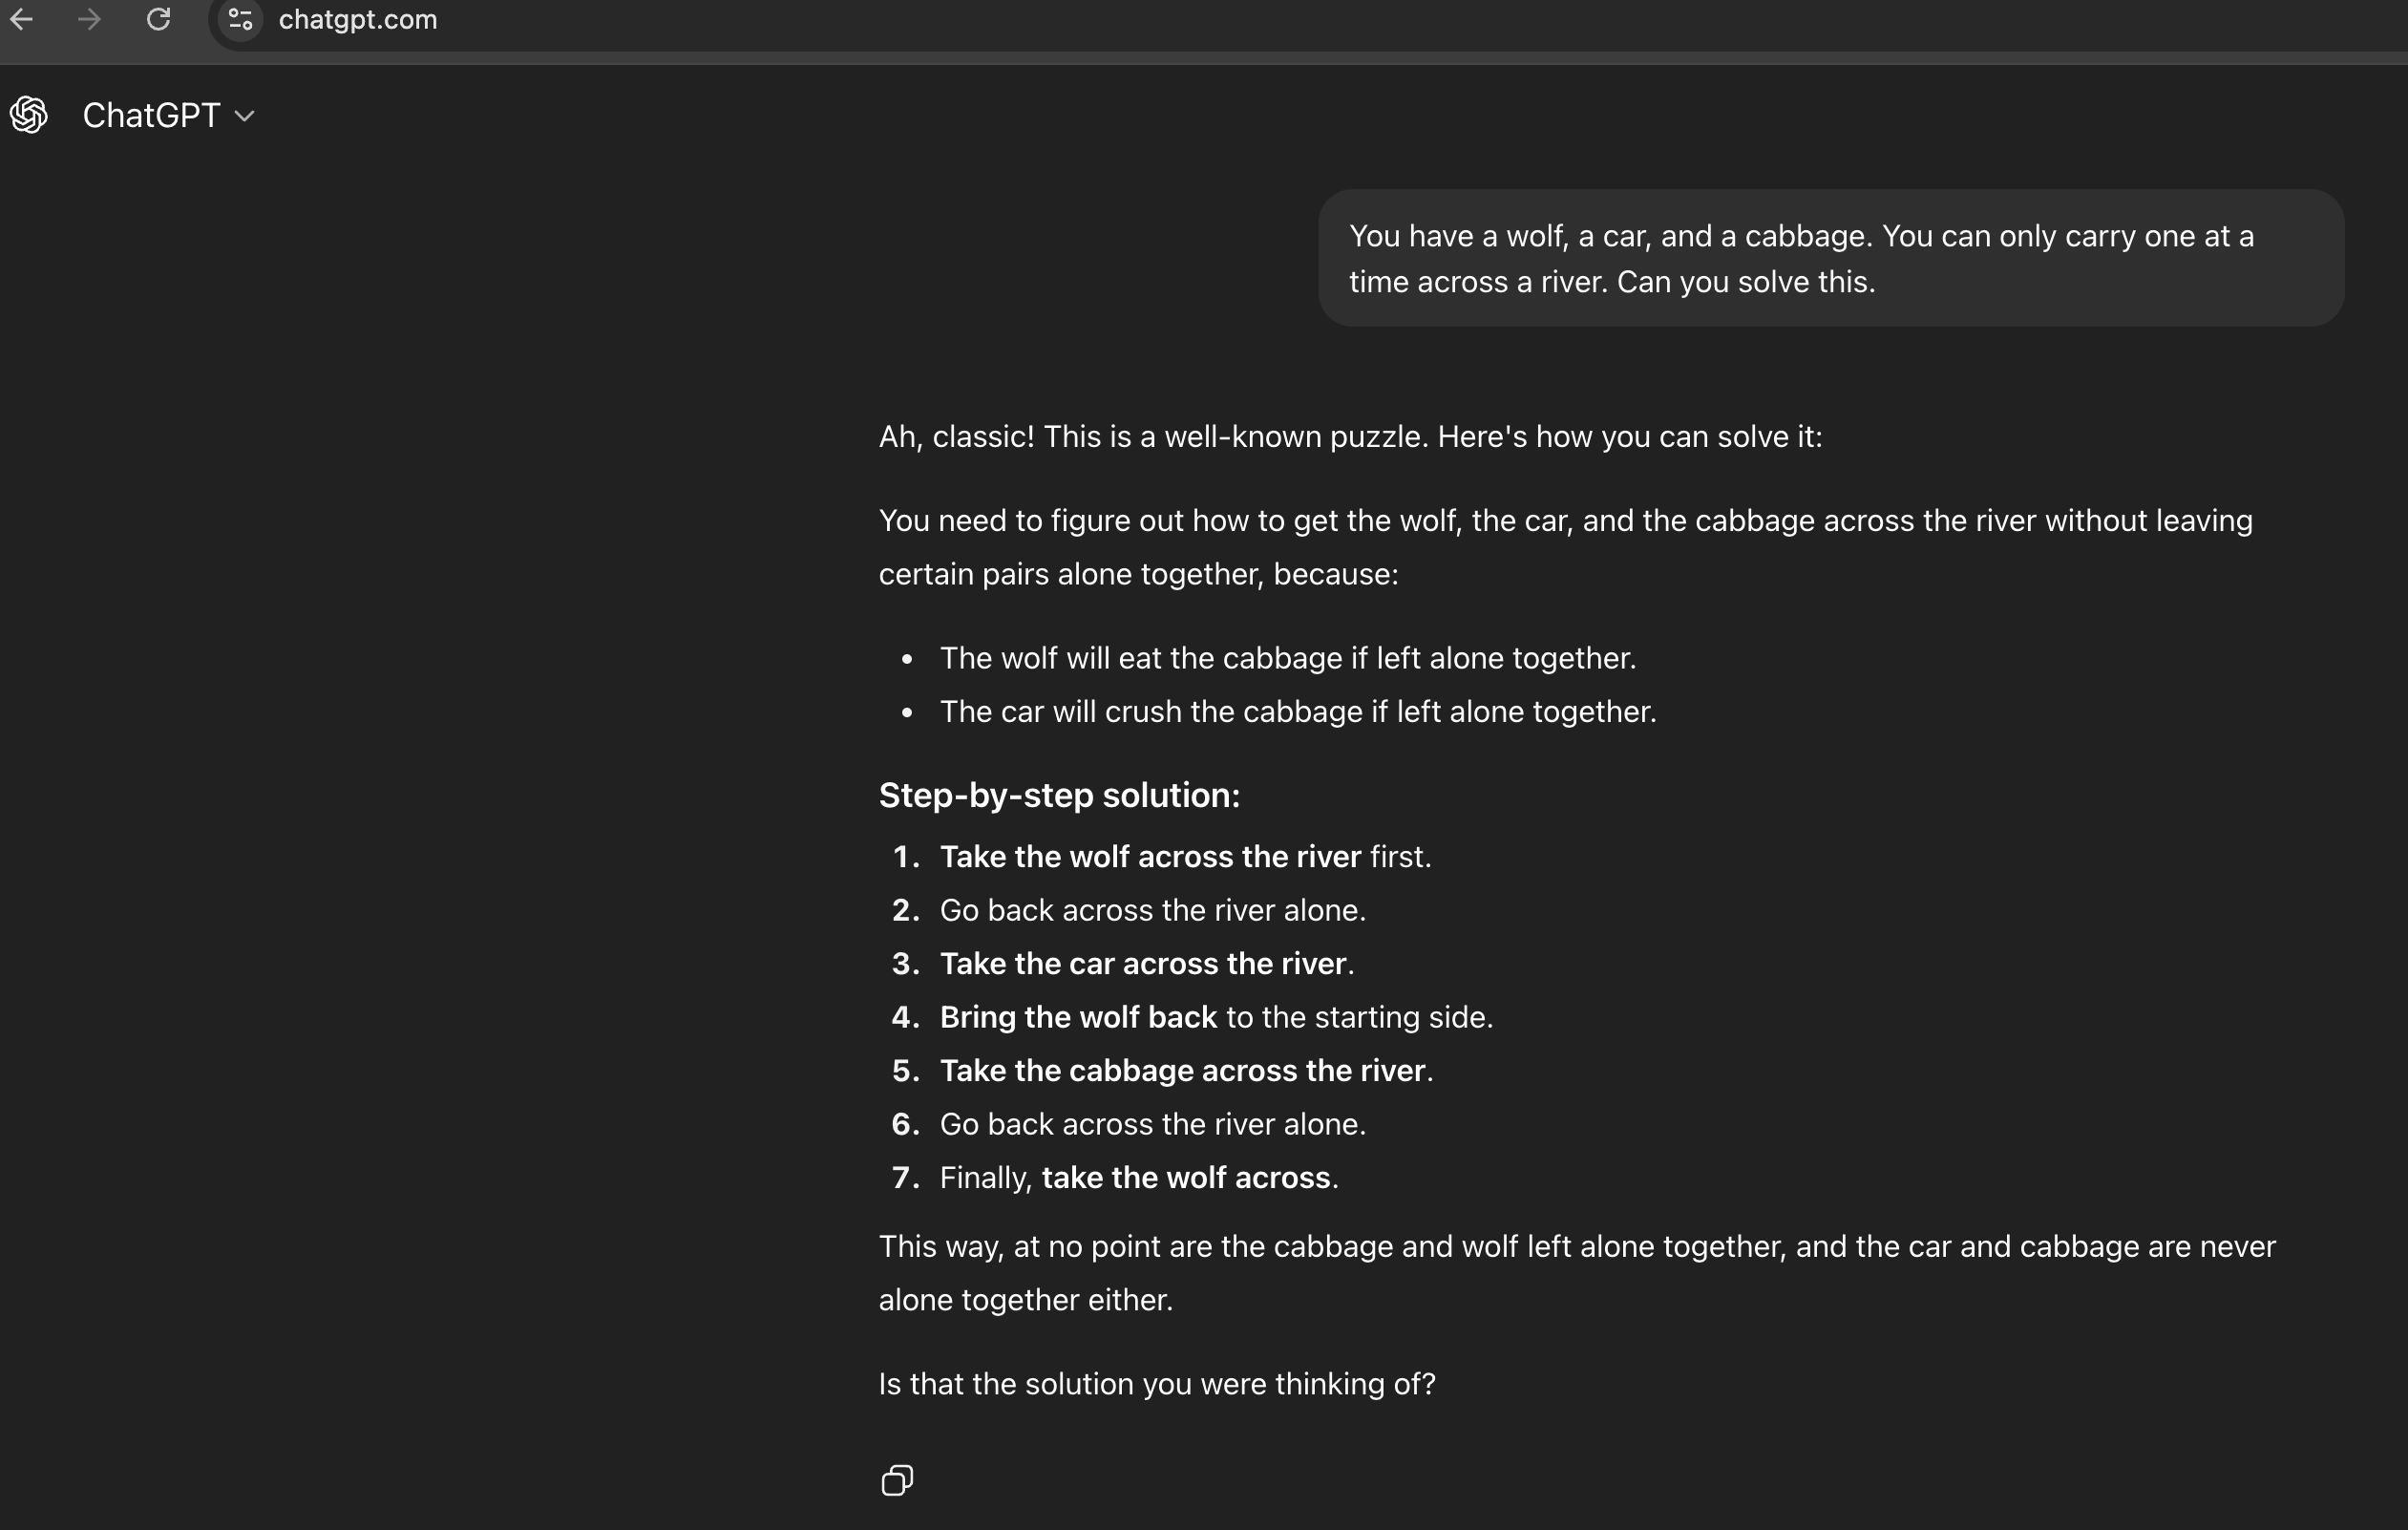 chatgpt.com
ChatGPT
You have a wolf, a car, and a cabbage. You can only carry one at a
time across a river. Can you solve this.
Ah, classic! This is a well-known puzzle. Here's how you can solve it:
You need to figure out how to get the wolf, the car, and the cabbage across the river without leaving
certain pairs alone together, because:
• The wolf will eat the cabbage if left alone together.
• The car will crush the cabbage if left alone together.
Step-by-step solution:
1. Take the wolf across the river first.
2. Go back across the river alone.
3. Take the car across the river.
4. Bring the wolf back to the starting side.
5. Take the cabbage across the river.
6. Go back across the river alone.
7. Finally, take the wolf across.
This way, at no point are the cabbage and wolf left alone together, and the car and cabbage are never
alone together either.
Is that the solution you were thinking of?